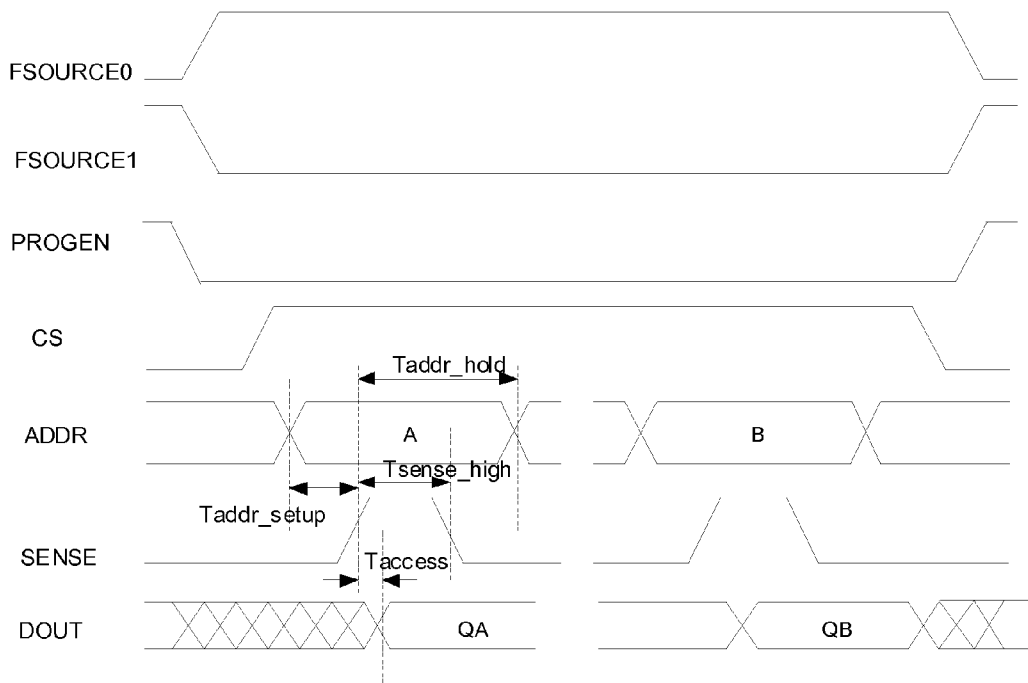 FSOURCE0
FSOURCE1
PROGEN
CS
Taddr_hold
ADDR
A
B
Tsense_high
Taddr_setup
SENSE
Taccess
DOUT
QA
QB